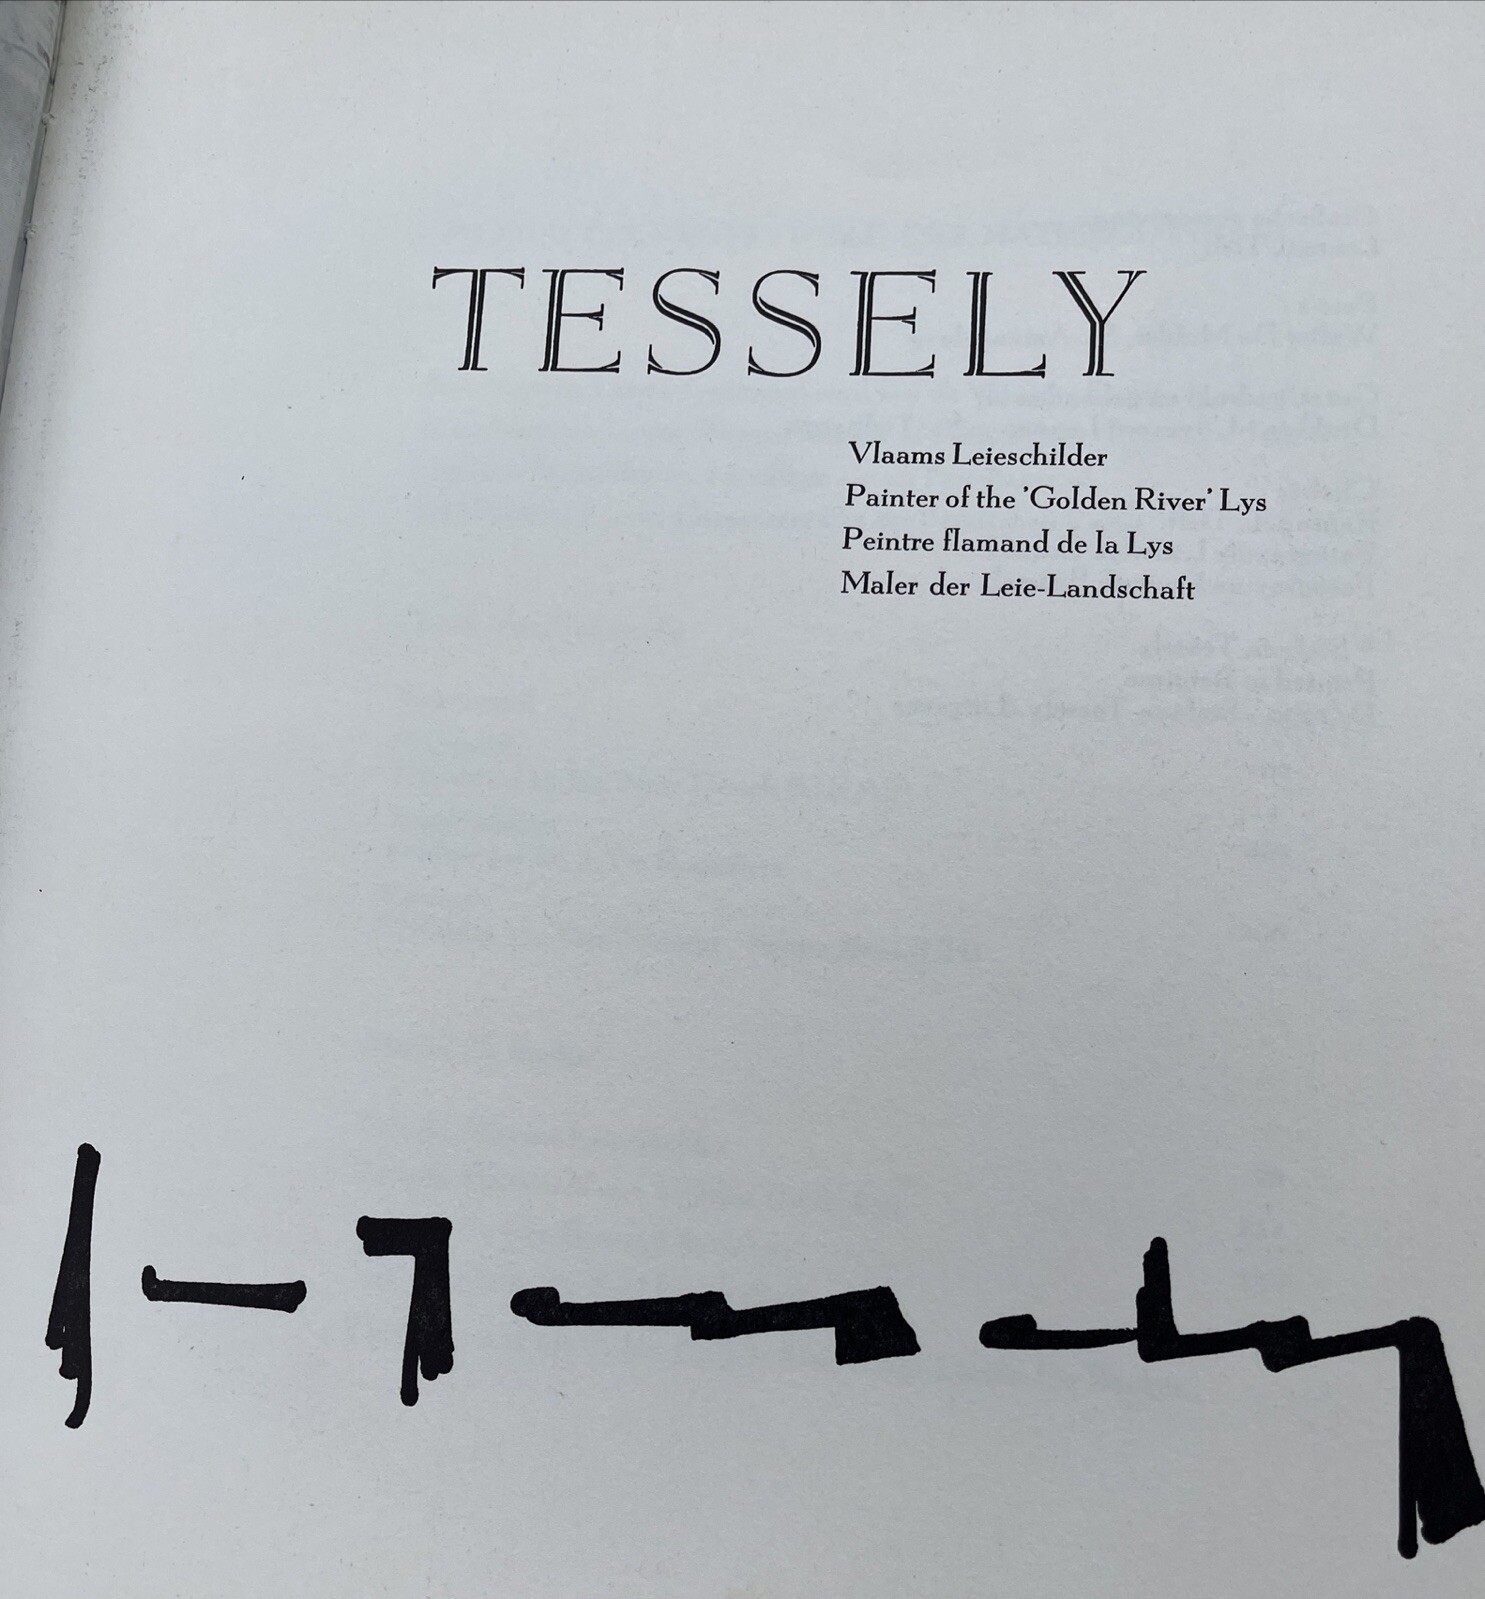 TESSELY
Vlaams Leieschilder
Painter of the 'Golden River' Lys
Peintre flamand de la Lys
Maler der Leie-Landschaft